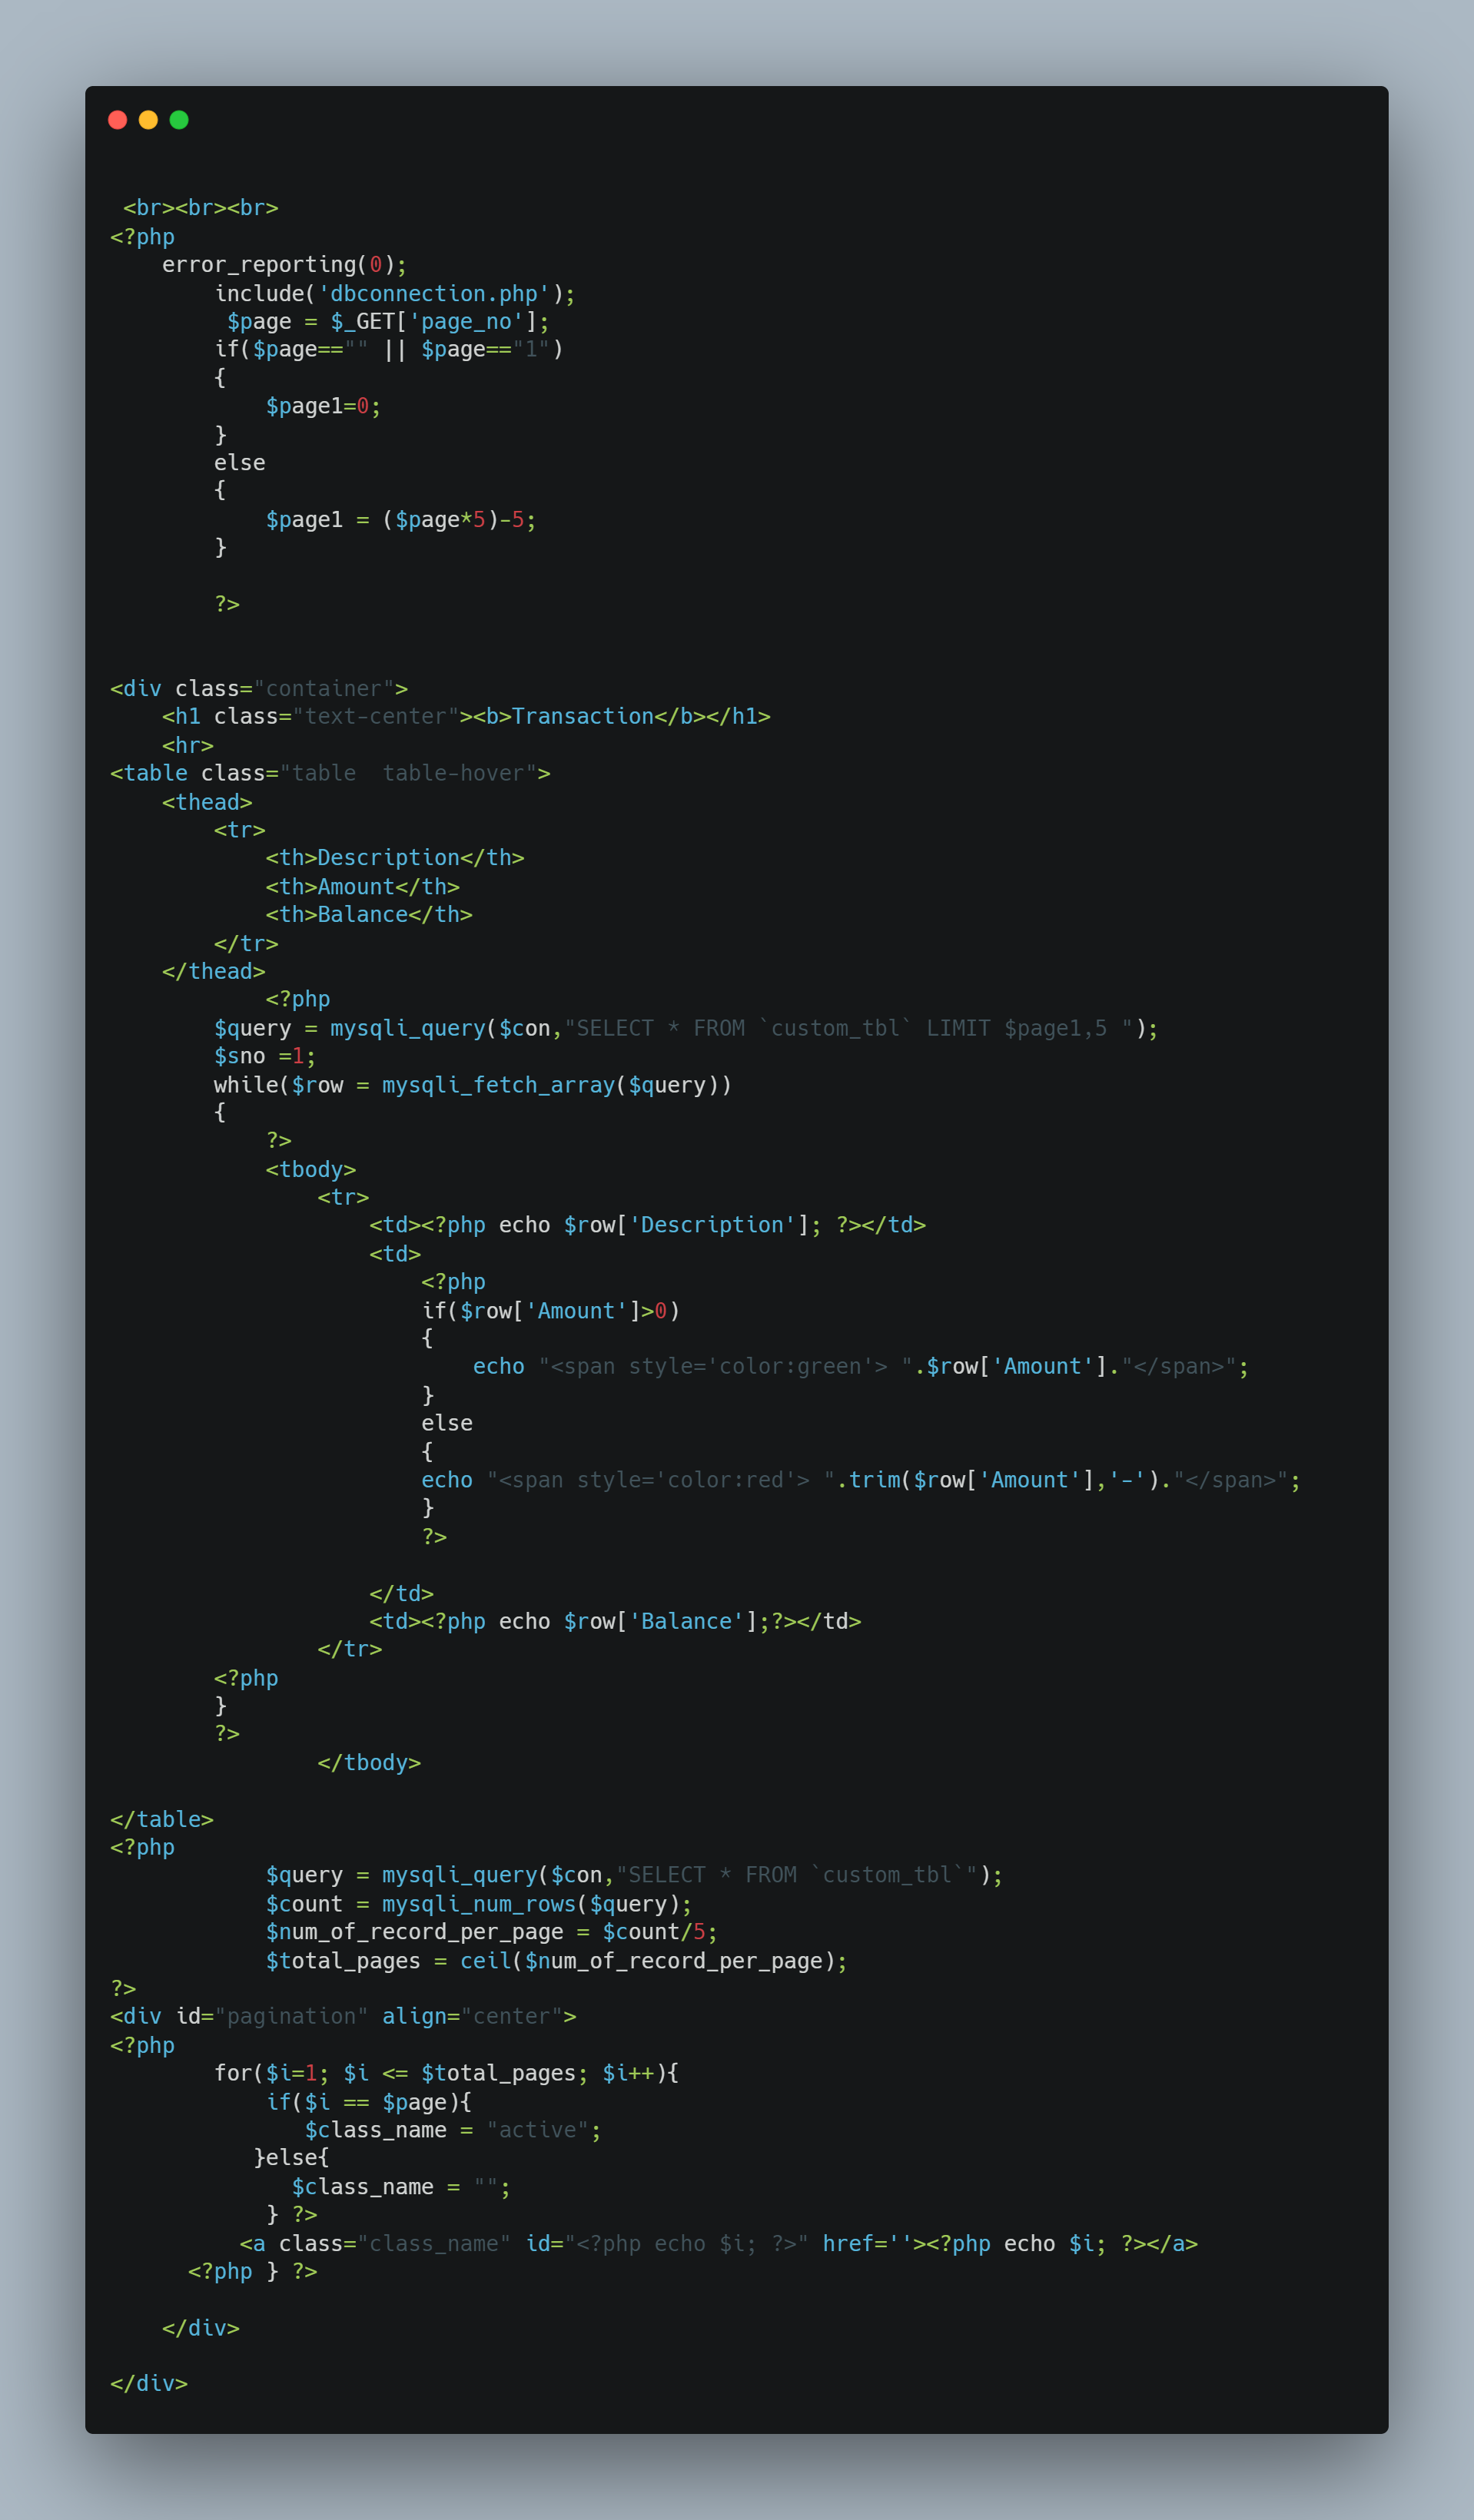 <br><br><br>
<?php
error_reporting(0);
include('dbconnection.php');
$page = $_GET['page_no'];
if($page=="" || $page=="1")
{
$page1=0;
}
else
{
$page1 = ($page*5)-5;
}
?>
<div class="container">
<h1 class="text-center"><b>Transaction</b></h1>
<hr>
<table class="table  table-hover">
<thead>
<tr>
<th>Description</th>
<th>Amount</th>
<th>Balance</th>
</tr>
</thead>
<?php
$query = mysqli_query($con,"SELECT * FROM `custom_tbl` LIMIT $page1,5 ");
$sno =1;
while($row = mysqli_fetch_array($query))
{
?>
<tbody>
<tr>
<td><?php echo $row['Description']; ?></td>
<td>
<?php
if($row['Amount']>0)
{
echo "<span style='color:green'> ".$row['Amount']."</span>";
}
else
{
echo "<span style='color:red'> ".trim($row['Amount'],'-')."</span>";
}
?>
</td>
<td><?php echo $row['Balance'];?></td>
</tr>
<?php
}
?>
</tbody>
</table>
<?php
$query = mysqli_query($con,"SELECT * FROM `custom_tbl`");
$count = mysqli_num_rows($query);
$num_of_record_per_page = $count/5;
$total_pages = ceil($num_of_record_per_page);
?>
<div id="pagination" align="center">
<?php
for($i=1; $i <= $total_pages; $i++){
if($i == $page){
$class_name = "active";
}else{
$class_name = "";
} ?>
<a class="class_name" id="<?php echo $i; ?>" href=''><?php echo $i; ?></a>
<?php } ?>
</div>
</div>